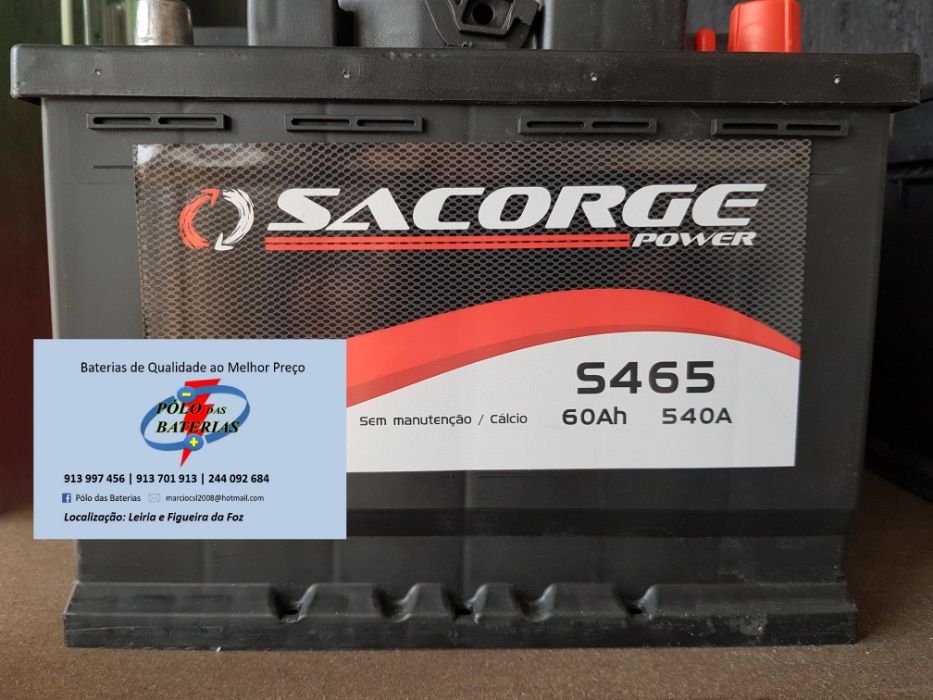 SACORGE
POWER
S465
Sem manutenção / Cálcio 60Ah 540A
Baterias de Qualidade ao Melhor Preço
PÓLO DAS
BATERIAS
913 997 456 | 913 701 913 | 244 092 684
Pólo das Baterias marciocsl2008@hotmail.com
Localização: Leiria e Figueira da Foz